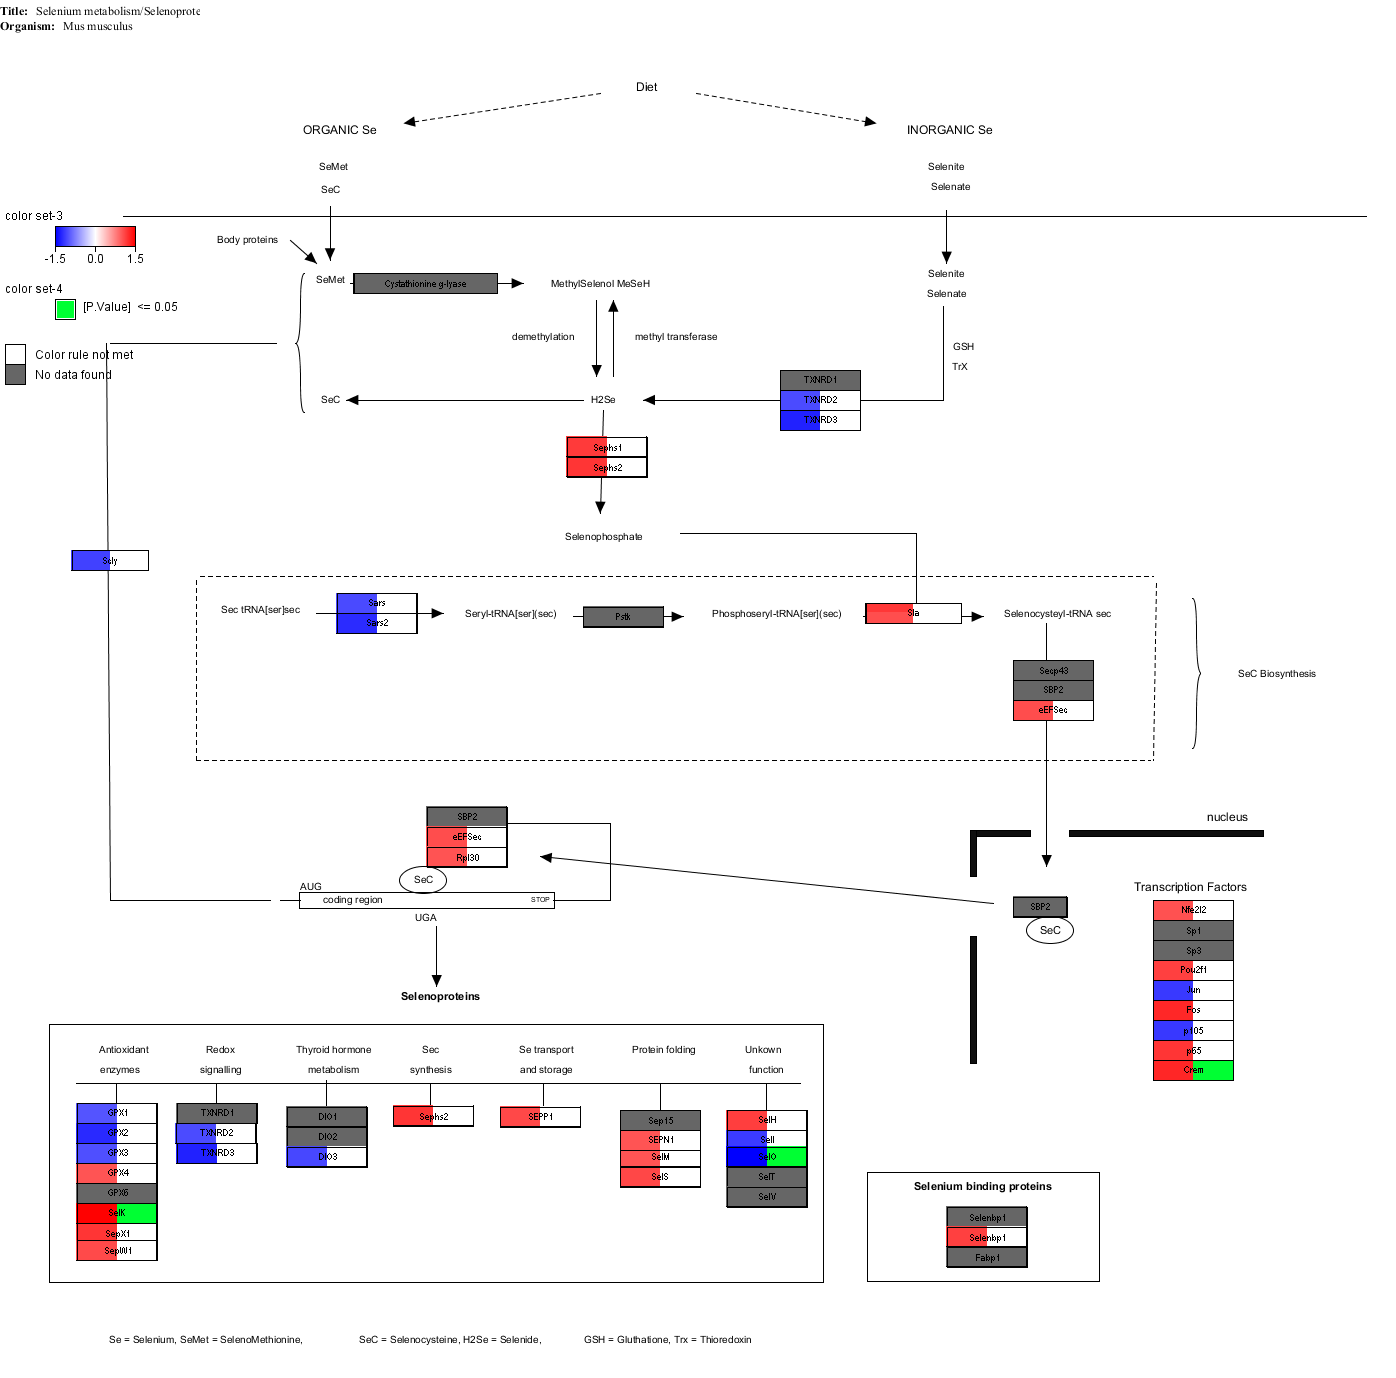 Title: Selenium metabolism/Selenoprote
Organism: Mus musculus
Diet
ORGANIC Se
INORGANIC Se
SeMet
SeC
Selenite
Selenate
color set-3
-1.5 0.0 1.5
color set-4
[P.Value] <= 0.05
Color rule not met
No data found
Body proteins
SeMet
Cystathionine g-lyase
MethylSelenol MeSeH
Selenite
Selenate
demethylation
methyl transferase
GSH
TrX
TXNRD1
TXNRD2
TXNRD3
SeC
H2Se
Sephs1
Sephs2
Selenophosphate
Scly
Sec tRNA[ser]sec
Sars
Sars2
Seryl-tRNA[ser](sec)
Pstk
Phosphoseryl-tRNA[ser](sec)
Sla
Selenocysteyl-tRNA sec
Secp43
SBP2
eEFSec
SeC Biosynthesis
SBP2
eEFSec
Rpl30
SeC
AUG
coding region
STOP
UGA
nucleus
SBP2
SeC
Transcription Factors
Nfe2l2
Sp1
Sp3
Pou2f1
Jun
Fos
p105
p65
Crem
Selenoproteins
Antioxidant
enzymes
GPX1
GPX2
GPX3
GPX4
GPX6
SelK
SepX1
SepW1
Redox
signalling
TXNRD1
TXNRD2
TXNRD3
Thyroid hormone
metabolism
DIO1
DIO2
DIO3
Sec
synthesis
Sephs2
Se transport
and storage
SEPP1
Protein folding
Sep15
SEPN1
SelM
SelS
Unkown
function
SelH
SelI
SelO
SelT
SelV
Selenium binding proteins
Selenbp1
Selenbp1
Fabp1
Se = Selenium, SeMet = SelenoMethionine,
SeC = Selenocysteine, H2Se = Selenide,
GSH = Gluthatione, Trx = Thioredoxin